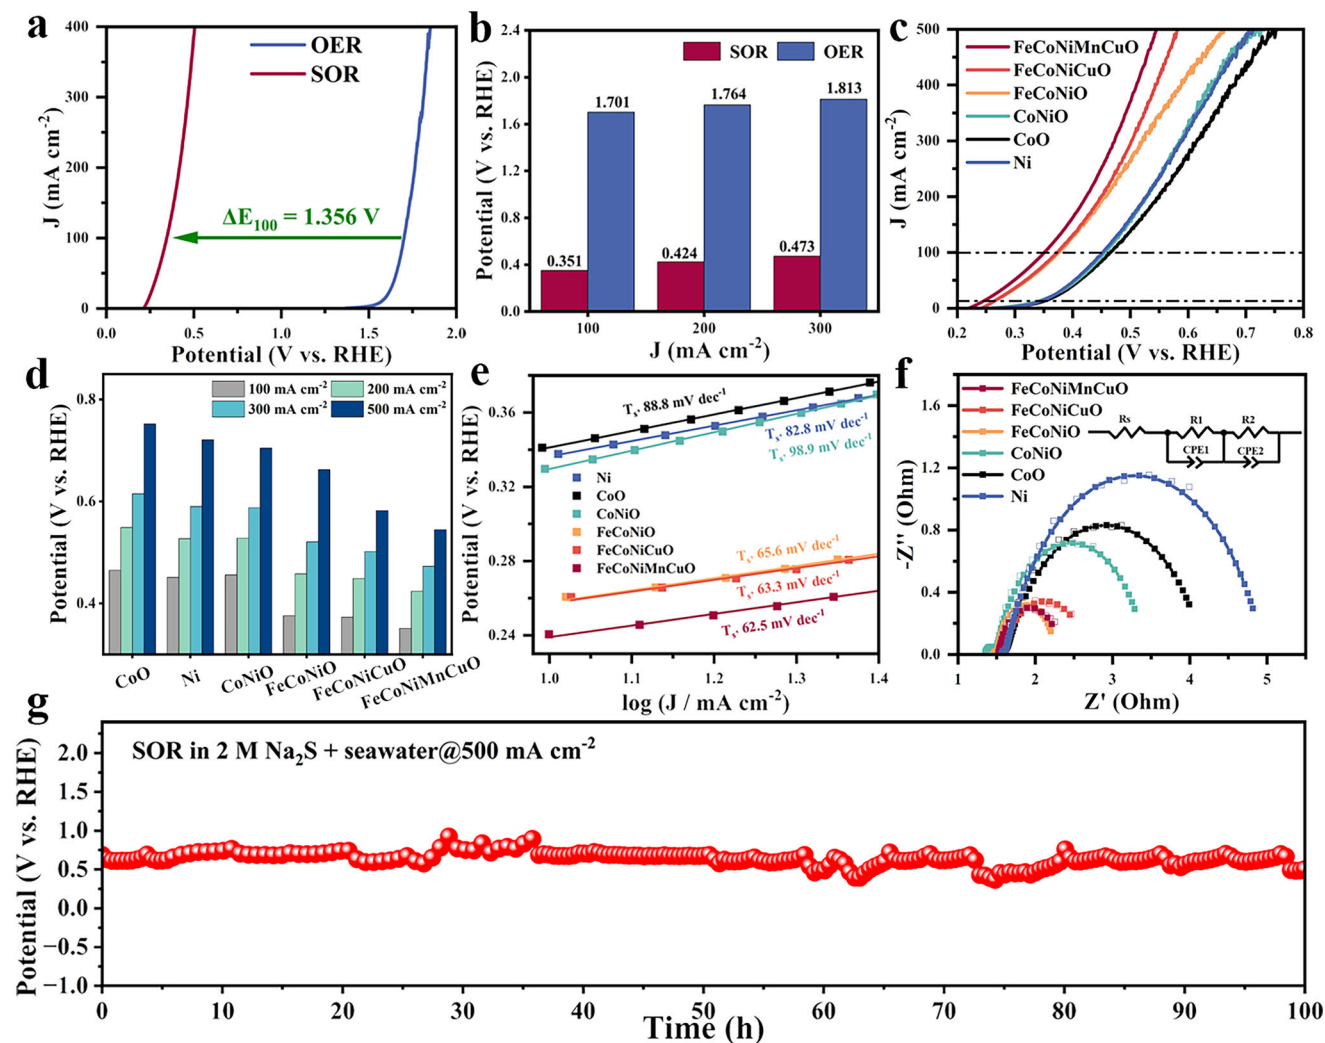 a
400
300
200
100
0
J (mA cm⁻²)
OER
SOR
ΔE₁₀₀ = 1.356 V
0.0
0.5
1.0
1.5
2.0
Potential (V vs. RHE)
b
2.4
2.0
1.6
1.2
0.8
0.4
0.0
Potential (V vs. RHE)
SOR
OER
1.701
1.764
1.813
0.351
0.424
0.473
100
200
300
J (mA cm⁻²)
c
500
400
300
200
100
0
J (mA cm⁻²)
FeCoNiMnCuO
FeCoNiCuO
FeCoNiO
CoNiO
CoO
Ni
0.2
0.3
0.4
0.5
0.6
0.7
0.8
Potential (V vs. RHE)
d
0.8
0.6
0.4
Potential (V vs. RHE)
100 mA cm⁻²
200 mA cm⁻²
300 mA cm⁻²
500 mA cm⁻²
CoO
Ni
CoNiO
FeCoNiO
FeCoNiCuO
FeCoNiMnCuO
e
0.36
0.32
0.28
0.24
Potential (V vs. RHE)
Tₛ. 88.8 mV dec⁻¹
Tₛ. 82.8 mV dec⁻¹
Tₛ. 98.9 mV dec⁻¹
Ni
CoO
CoNiO
FeCoNiO
FeCoNiCuO
FeCoNiMnCuO
Tₛ. 65.6 mV dec⁻¹
Tₛ. 63.3 mV dec⁻¹
Tₛ. 62.5 mV dec⁻¹
1.0
1.1
1.2
1.3
1.4
log (J / mA cm⁻²)
f
1.6
1.2
0.8
0.4
0.0
-Z'' (Ohm)
FeCoNiMnCuO
FeCoNiCuO
FeCoNiO
CoNiO
CoO
Ni
Rs
R1
R2
CPE1
CPE2
1
2
3
4
5
Z' (Ohm)
g
2.0
1.5
1.0
0.5
0.0
−0.5
−1.0
Potential (V vs. RHE)
SOR in 2 M Na₂S + seawater@500 mA cm⁻²
0
10
20
30
40
50
60
70
80
90
100
Time (h)